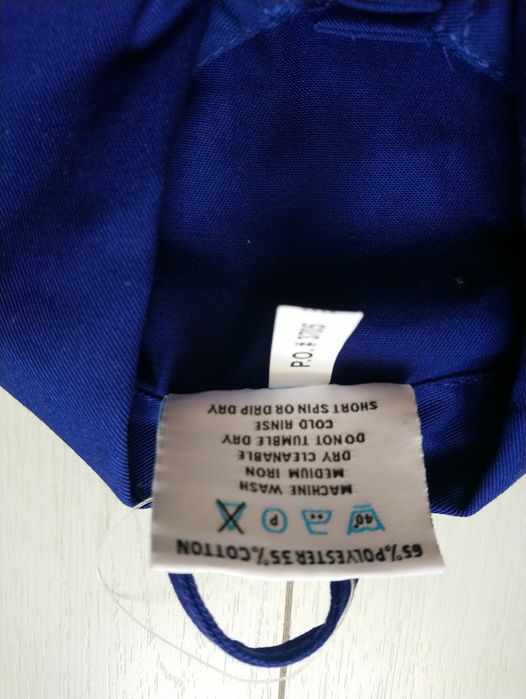 65% POLYESTER 35% COTTON
40°
P
MACHINE WASH
MEDIUM IRON
DRY CLEANABLE
DO NOT TUMBLE DRY
COLD RINSE
SHORT SPIN OR DRIP DRY
P.O. # 3705